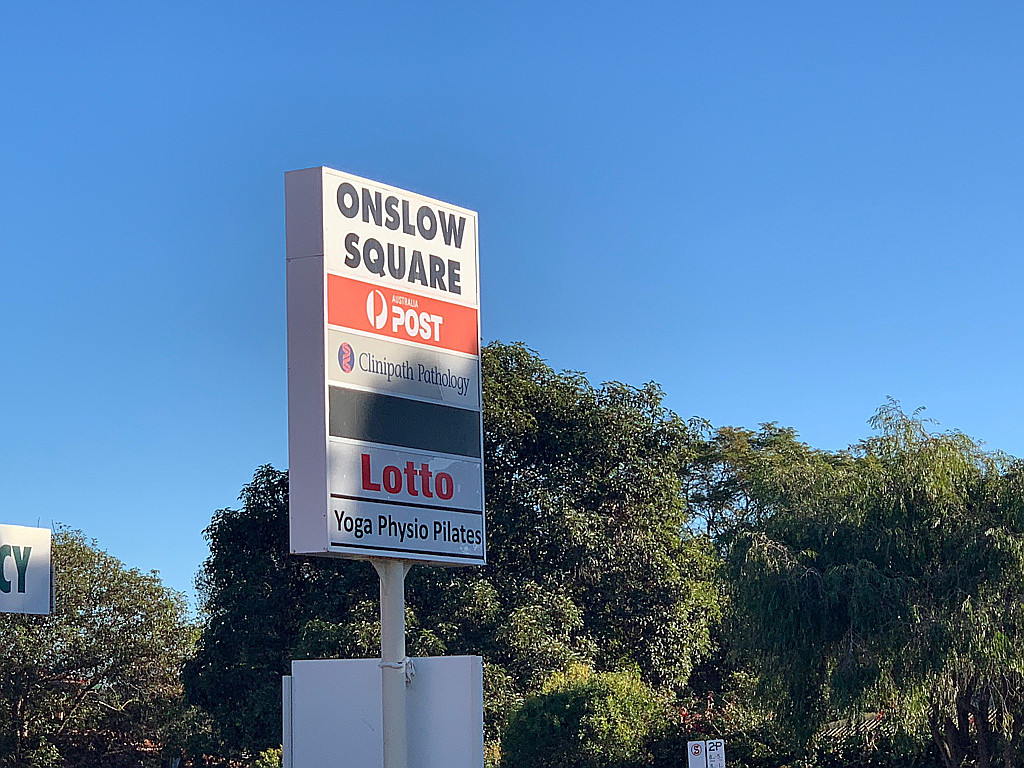 ONSLOW
SQUARE
AUSTRALIA
POST
Clinipath Pathology
Lotto
Yoga Physio Pilates
CY
S
2P